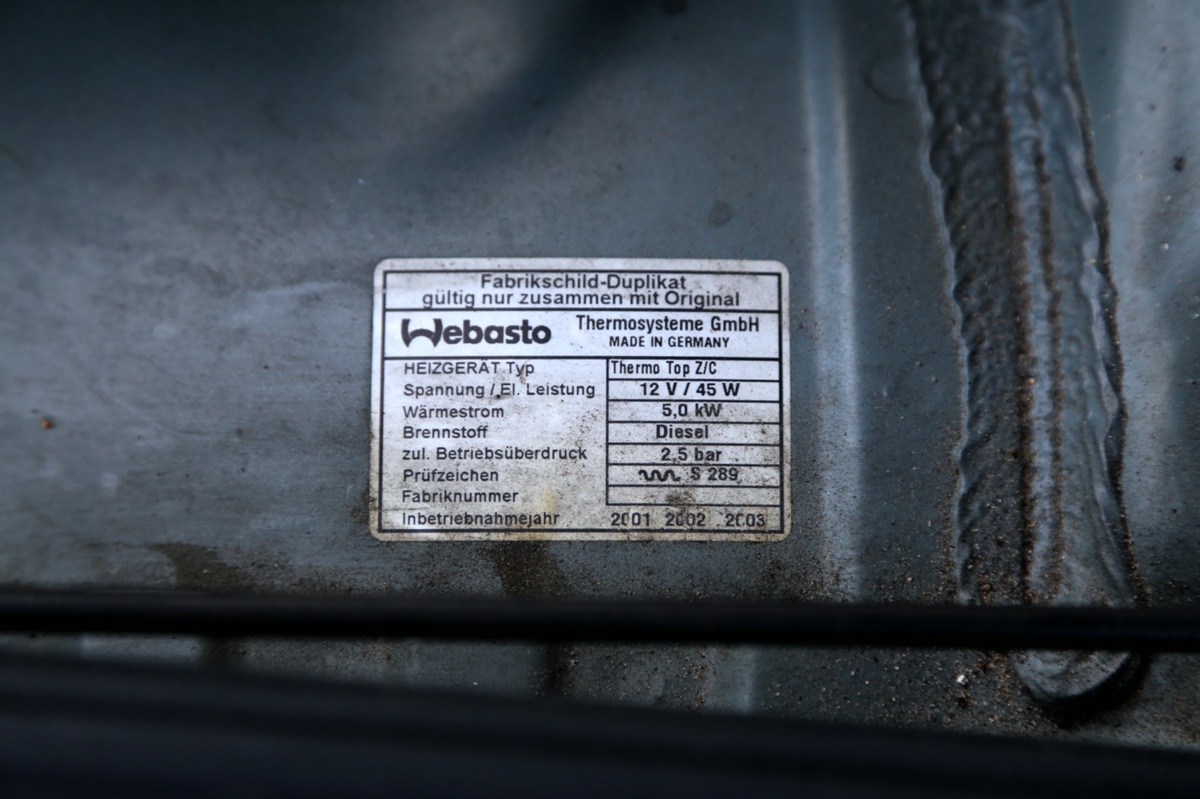 Fabrikschild-Duplikat
gültig nur zusammen mit Original
Webasto Thermosysteme GmbH
MADE IN GERMANY
HEIZGERÄT Typ Thermo Top Z/C
Spannung / El. Leistung 12 V / 45 W
Wärmestrom 5,0 kW
Brennstoff Diesel
zul. Betriebsüberdruck 2,5 bar
Prüfzeichen S 289
Fabriknummer
Inbetriebnahmejahr 2001 2002 2003